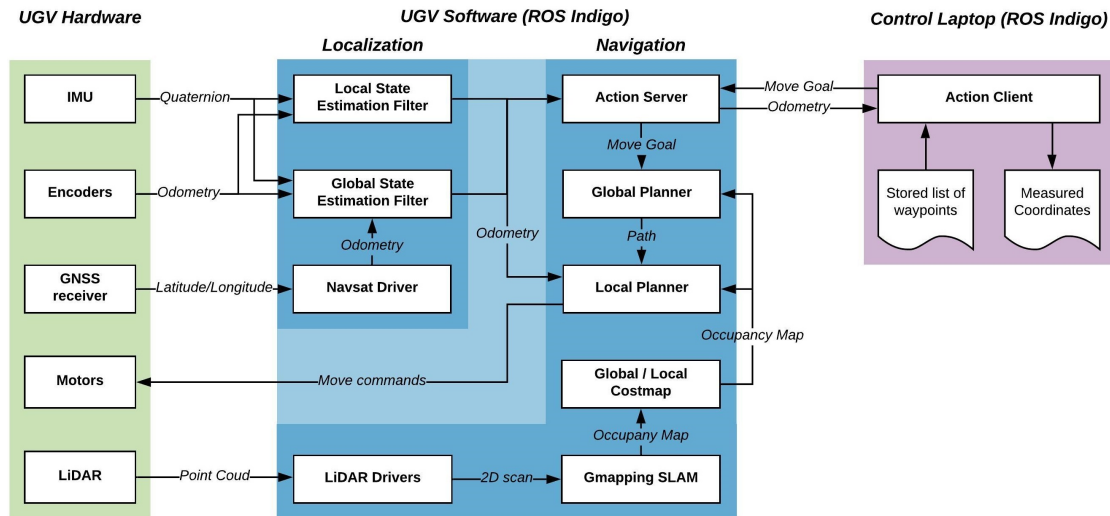 UGV Hardware
UGV Software (ROS Indigo)
Control Laptop (ROS Indigo)
Localization
Navigation
IMU
Quaternion
Local State
Estimation Filter
Action Server
Move Goal
Odometry
Action Client
Move Goal
Encoders
Odometry
Global State
Estimation Filter
Global Planner
Stored list of
waypoints
Measured
Coordinates
Odometry
Odometry
Path
GNSS
receiver
Latitude/Longitude
Navsat Driver
Local Planner
Occupancy Map
Motors
Move commands
Global / Local
Costmap
Occupany Map
LiDAR
Point Coud
LiDAR Drivers
2D scan
Gmapping SLAM